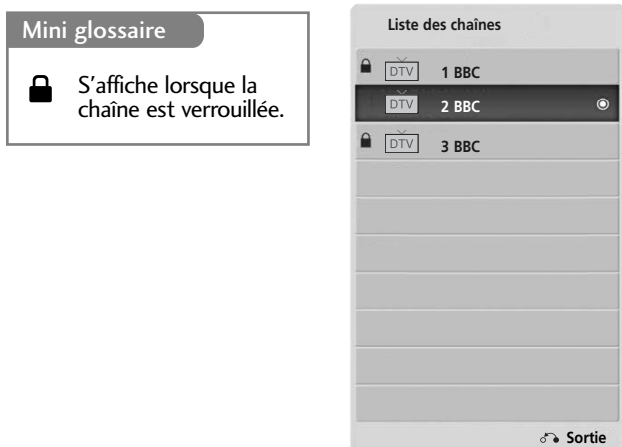 Mini glossaire
S'affiche lorsque la
chaîne est verrouillée.
Liste des chaînes
DTV 1 BBC
DTV 2 BBC
DTV 3 BBC
Sortie